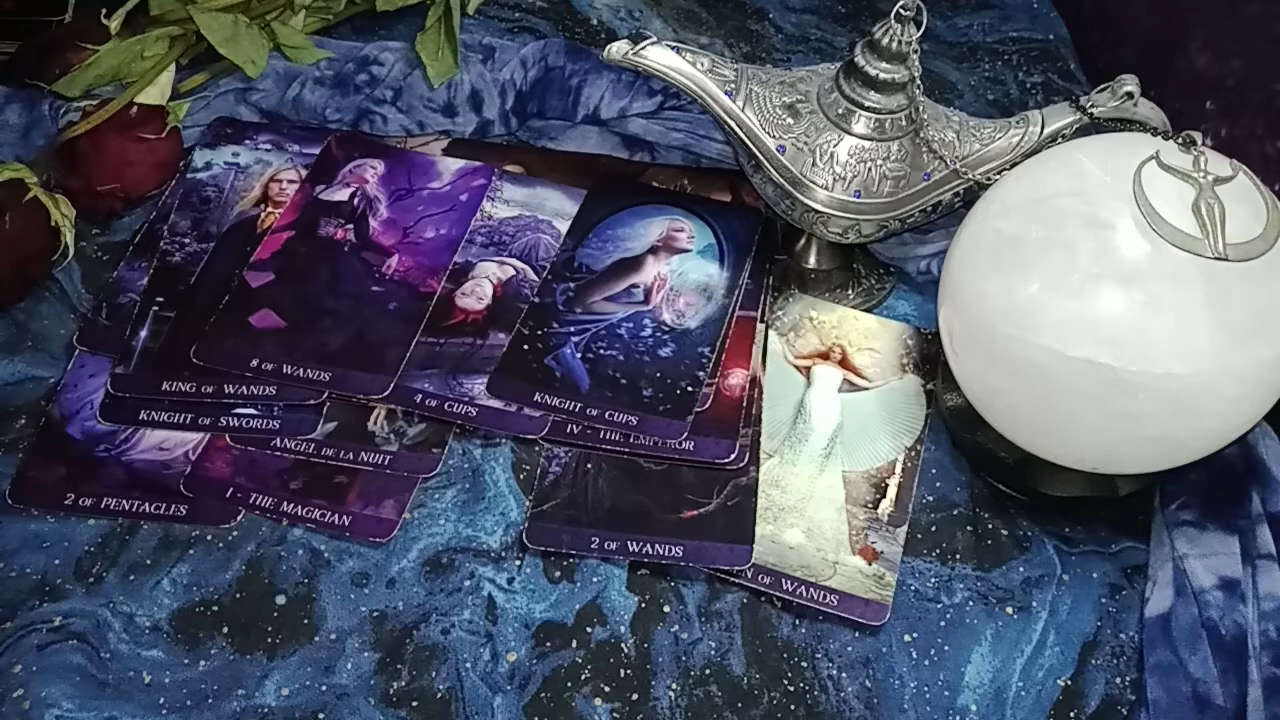 8 OF WANDS
KING OF WANDS
4 OF CUPS
KNIGHT OF CUPS
KNIGHT OF SWORDS
IV - THE EMPEROR
ANGEL DE LA NUIT
2 OF PENTACLES
I - THE MAGICIAN
2 OF WANDS
N OF WANDS